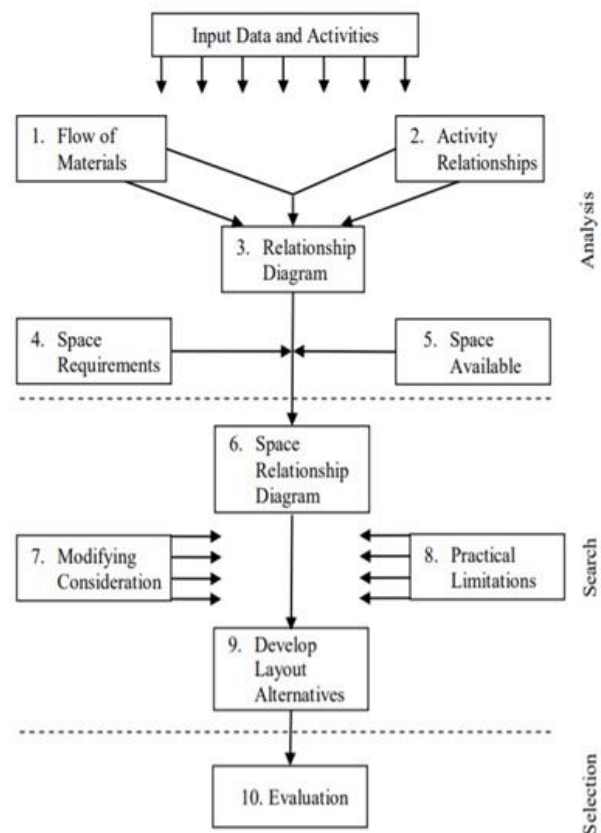 Input Data and Activities
1. Flow of
Materials
2. Activity
Relationships
3. Relationship
Diagram
4. Space
Requirements
5. Space
Available
6. Space
Relationship
Diagram
7. Modifying
Consideration
8. Practical
Limitations
9. Develop
Layout
Alternatives
10. Evaluation
Analysis
Search
Selection